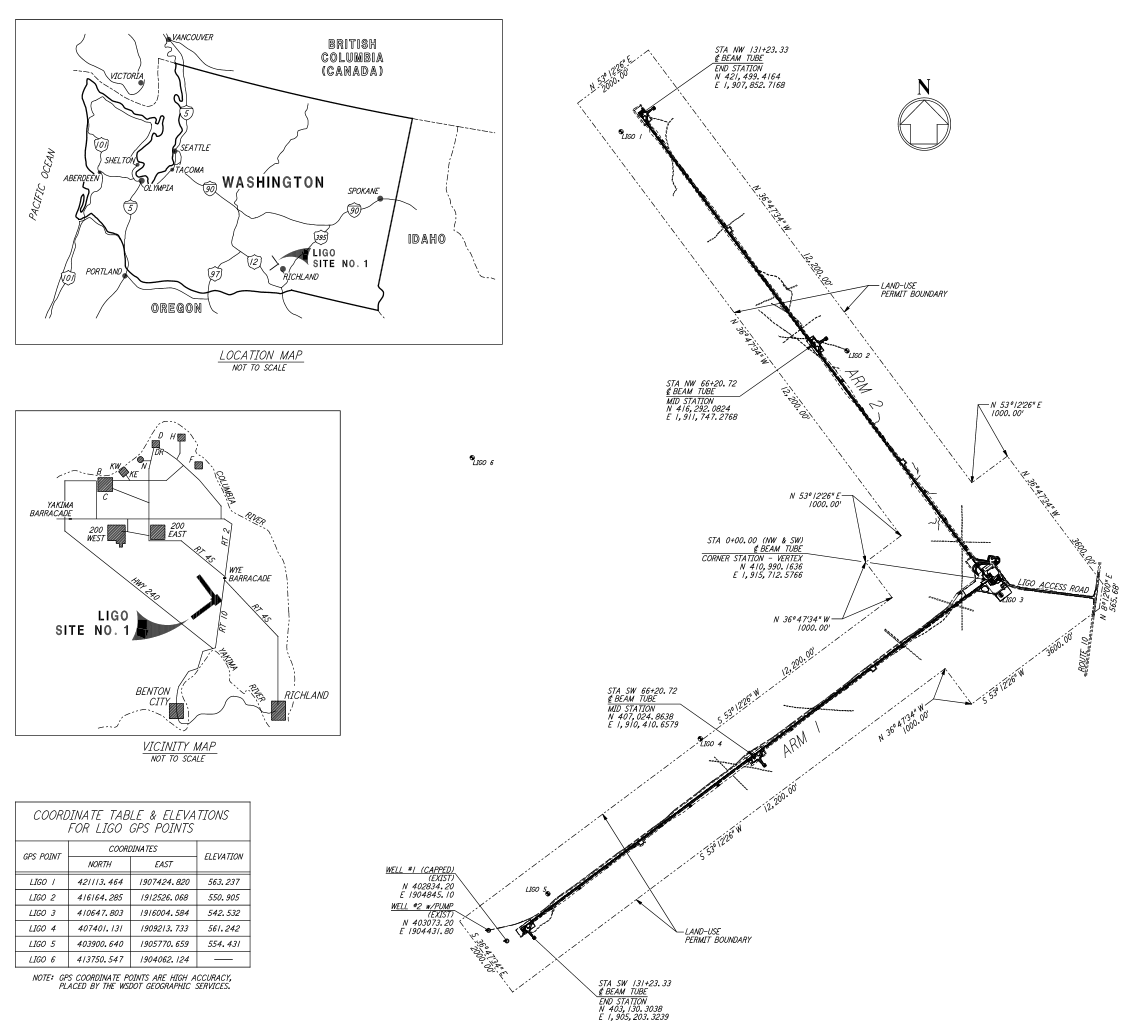 VANCOUVER
BRITISH
COLUMBIA
(CANADA)
VICTORIA
5
SEATTLE
101
SHELTON
TACOMA
ABERDEEN
OLYMPIA
90
WASHINGTON
SPOKANE
90
PACIFIC OCEAN
5
395
IDAHO
LIGO
SITE NO. 1
12
97
RICHLAND
101
PORTLAND
OREGON
LOCATION MAP
NOT TO SCALE
D
H
DR
KW
N
F
KE
B
C
COLUMBIA
RIVER
YAKIMA
BARRACADE
200
WEST
200
EAST
RT 2
RT 4S
WYE
BARRACADE
HWY 240
LIGO
SITE NO. 1
RT 10
RT 4S
YAKIMA
RIVER
BENTON
CITY
RICHLAND
VICINITY MAP
NOT TO SCALE
COORDINATE TABLE & ELEVATIONS
FOR LIGO GPS POINTS
GPS POINT COORDINATES ELEVATION
NORTH EAST
LIGO 1 421113.464 1907424.820 563.237
LIGO 2 416164.285 1912526.068 550.905
LIGO 3 410647.803 1916004.584 542.532
LIGO 4 407401.131 1909213.733 561.242
LIGO 5 403900.640 1905770.659 554.431
LIGO 6 413750.547 1904062.124 ——
NOTE: GPS COORDINATE POINTS ARE HIGH ACCURACY,
PLACED BY THE WSDOT GEOGRAPHIC SERVICES.
N
STA NW 131+23.33
℄ BEAM TUBE
END STATION
N 421,499.4164
E 1,907,852.7168
N 53°12'26" E
2000.00'
LIGO 1
N 36°47'34" W
12,200.00'
LAND-USE
PERMIT BOUNDARY
N 36°47'34" W
12,200.00'
LIGO 2
STA NW 66+20.72
℄ BEAM TUBE
MID STATION
N 416,292.0824
E 1,911,747.2768
ARM 2
N 53°12'26" E
1000.00'
LIGO 6
N 36°47'34" W
3600.00'
N 53°12'26" E
1000.00'
STA 0+00.00 (NW & SW)
℄ BEAM TUBE
CORNER STATION - VERTEX
N 410,990.1636
E 1,915,712.5766
LIGO ACCESS ROAD
LIGO 3
N 8°12'00" E
565.68'
ROUTE 10
N 36°47'34" W
1000.00'
3600.00'
S 53°12'26" W
N 36°47'34" W
1000.00'
12,200.00'
S 53°12'26" W
STA SW 66+20.72
℄ BEAM TUBE
MID STATION
N 407,024.8638
E 1,910,410.6579
LIGO 4
ARM 1
12,200.00'
S 53°12'26" W
WELL #1 (CAPPED)
(EXIST)
N 402834.20
E 1904845.10
WELL #2 w/PUMP
(EXIST)
N 403073.20
E 1904431.80
LIGO 5
S 36°47'34" E
2000.00'
LAND-USE
PERMIT BOUNDARY
STA SW 131+23.33
℄ BEAM TUBE
END STATION
N 403,130.3038
E 1,905,203.3239